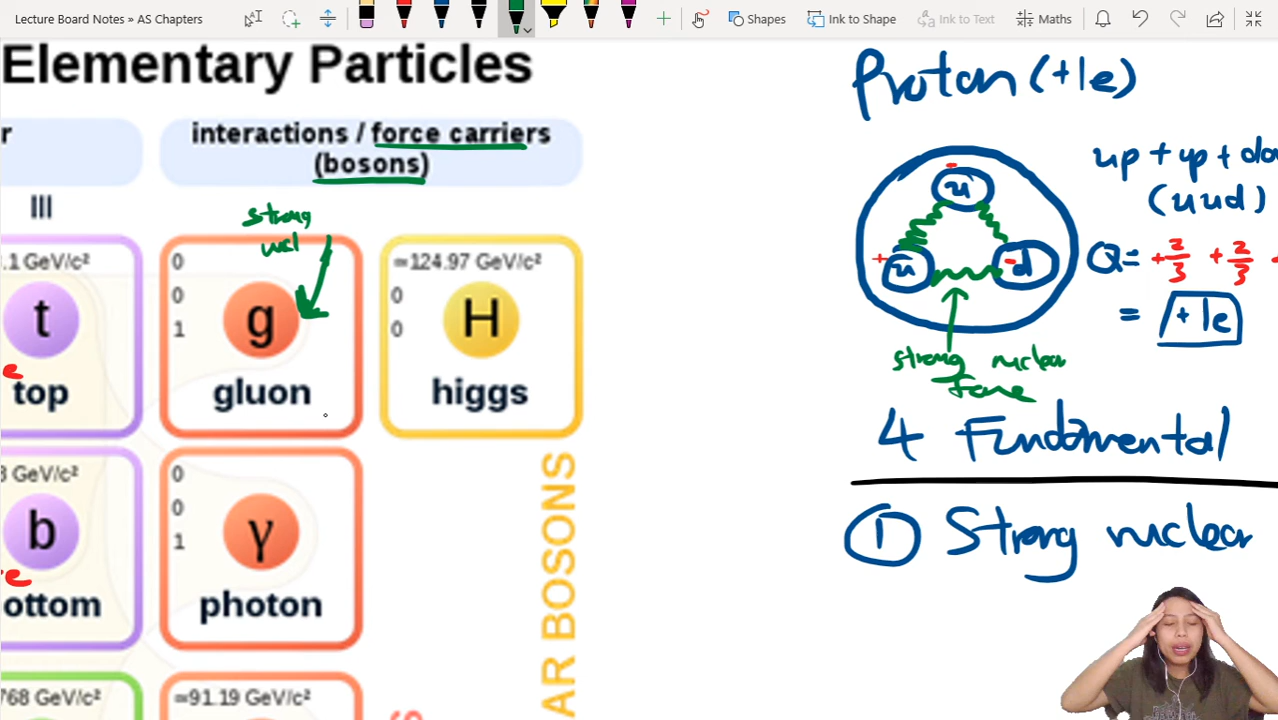 Lecture Board Notes » AS Chapters
Shapes
Ink to Shape
Ink to Text
Maths
Elementary Particles
r
interactions / force carriers
(bosons)
III
strong
.1 GeV/c²
t
e
top
0
0
1
g
gluon
≃124.97 GeV/c²
0
0
H
higgs
GeV/c²
b
e
ottom
0
0
1
γ
photon
768 GeV/c²
≃91.19 GeV/c²
S
AR BOSONS
Proton (+1e)
- u
+ u
- d
strong nuclear
force
up + up + do
(uud)
Q= +2/3 +2/3
= +1e
4 Fundamental
① Strong nuclear